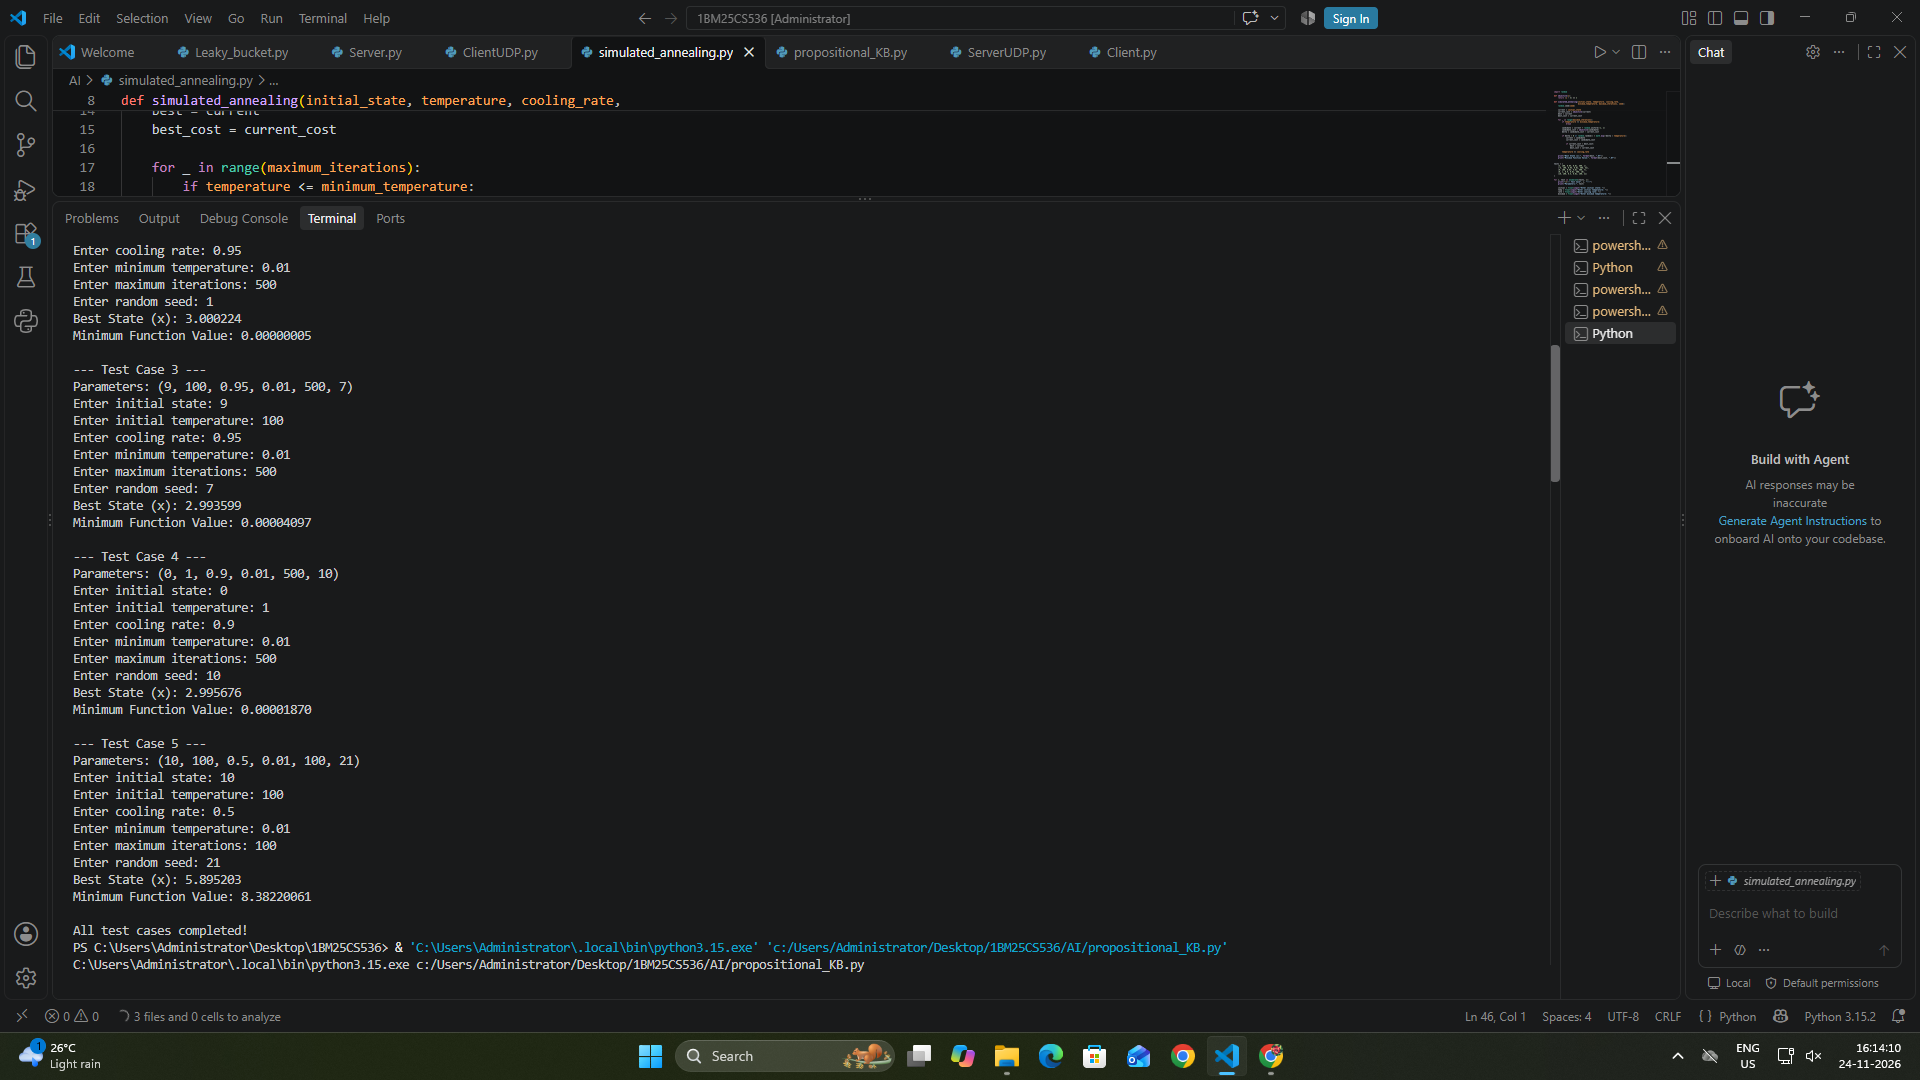 File Edit Selection View Go Run Terminal Help
1BM25CS536 [Administrator]
Sign In
Welcome Leaky_bucket.py Server.py ClientUDP.py simulated_annealing.py propositional_KB.py ServerUDP.py Client.py
AI > simulated_annealing.py > ...
8 def simulated_annealing(initial_state, temperature, cooling_rate,
14 best = current
15 best_cost = current_cost
16
17 for _ in range(maximum_iterations):
18 if temperature <= minimum_temperature:
Problems Output Debug Console Terminal Ports
Enter cooling rate: 0.95
Enter minimum temperature: 0.01
Enter maximum iterations: 500
Enter random seed: 1
Best State (x): 3.000224
Minimum Function Value: 0.00000005
--- Test Case 3 ---
Parameters: (9, 100, 0.95, 0.01, 500, 7)
Enter initial state: 9
Enter initial temperature: 100
Enter cooling rate: 0.95
Enter minimum temperature: 0.01
Enter maximum iterations: 500
Enter random seed: 7
Best State (x): 2.993599
Minimum Function Value: 0.00004097
--- Test Case 4 ---
Parameters: (0, 1, 0.9, 0.01, 500, 10)
Enter initial state: 0
Enter initial temperature: 1
Enter cooling rate: 0.9
Enter minimum temperature: 0.01
Enter maximum iterations: 500
Enter random seed: 10
Best State (x): 2.995676
Minimum Function Value: 0.00001870
--- Test Case 5 ---
Parameters: (10, 100, 0.5, 0.01, 100, 21)
Enter initial state: 10
Enter initial temperature: 100
Enter cooling rate: 0.5
Enter minimum temperature: 0.01
Enter maximum iterations: 100
Enter random seed: 21
Best State (x): 5.895203
Minimum Function Value: 8.38220061
All test cases completed!
PS C:\Users\Administrator\Desktop\1BM25CS536> & 'C:\Users\Administrator\.local\bin\python3.15.exe' 'c:/Users/Administrator/Desktop/1BM25CS536/AI/propositional_KB.py'
C:\Users\Administrator\.local\bin\python3.15.exe c:/Users/Administrator/Desktop/1BM25CS536/AI/propositional_KB.py
powersh...
Python
powersh...
powersh...
Python
Chat
Build with Agent
AI responses may be
inaccurate
Generate Agent Instructions to
onboard AI onto your codebase.
simulated_annealing.py
Describe what to build
Local Default permissions
1
0 0 3 files and 0 cells to analyze
Ln 46, Col 1 Spaces: 4 UTF-8 CRLF { } Python Python 3.15.2
1
26°C
Light rain
Search
ENG
US
16:14:10
24-11-2026